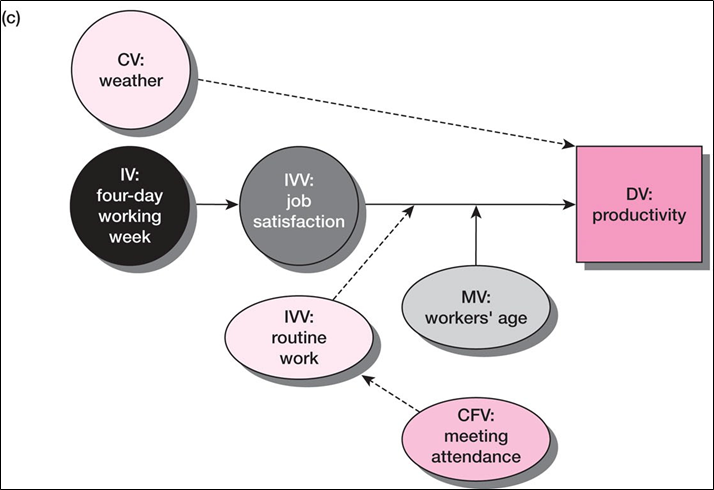 (c)
CV:
weather
IV:
four-day
working
week
IVV:
job
satisfaction
DV:
productivity
IVV:
routine
work
MV:
workers' age
CFV:
meeting
attendance